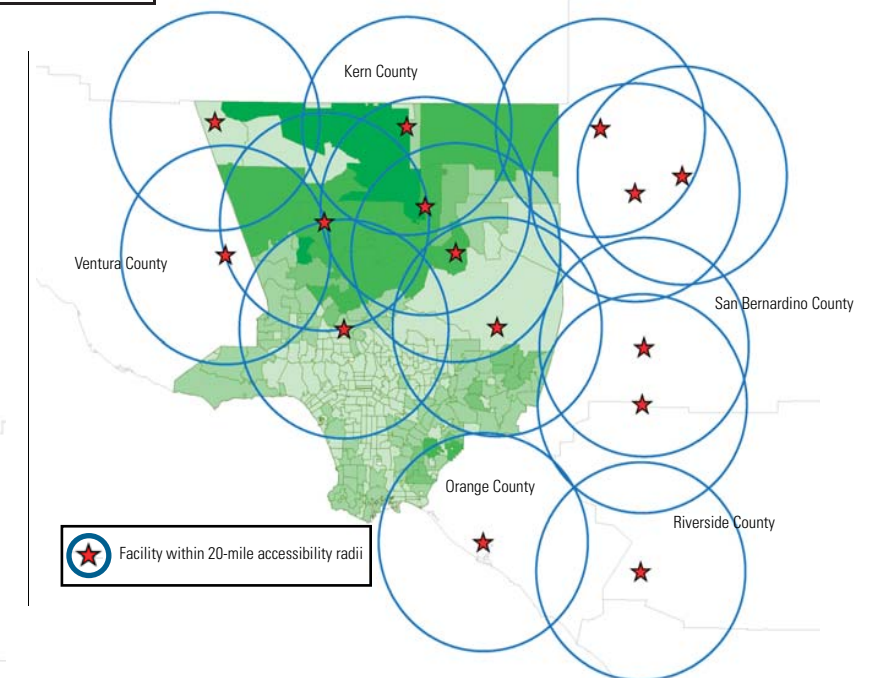 Kern County
Ventura County
San Bernardino County
Orange County
Riverside County
Facility within 20-mile accessibility radii